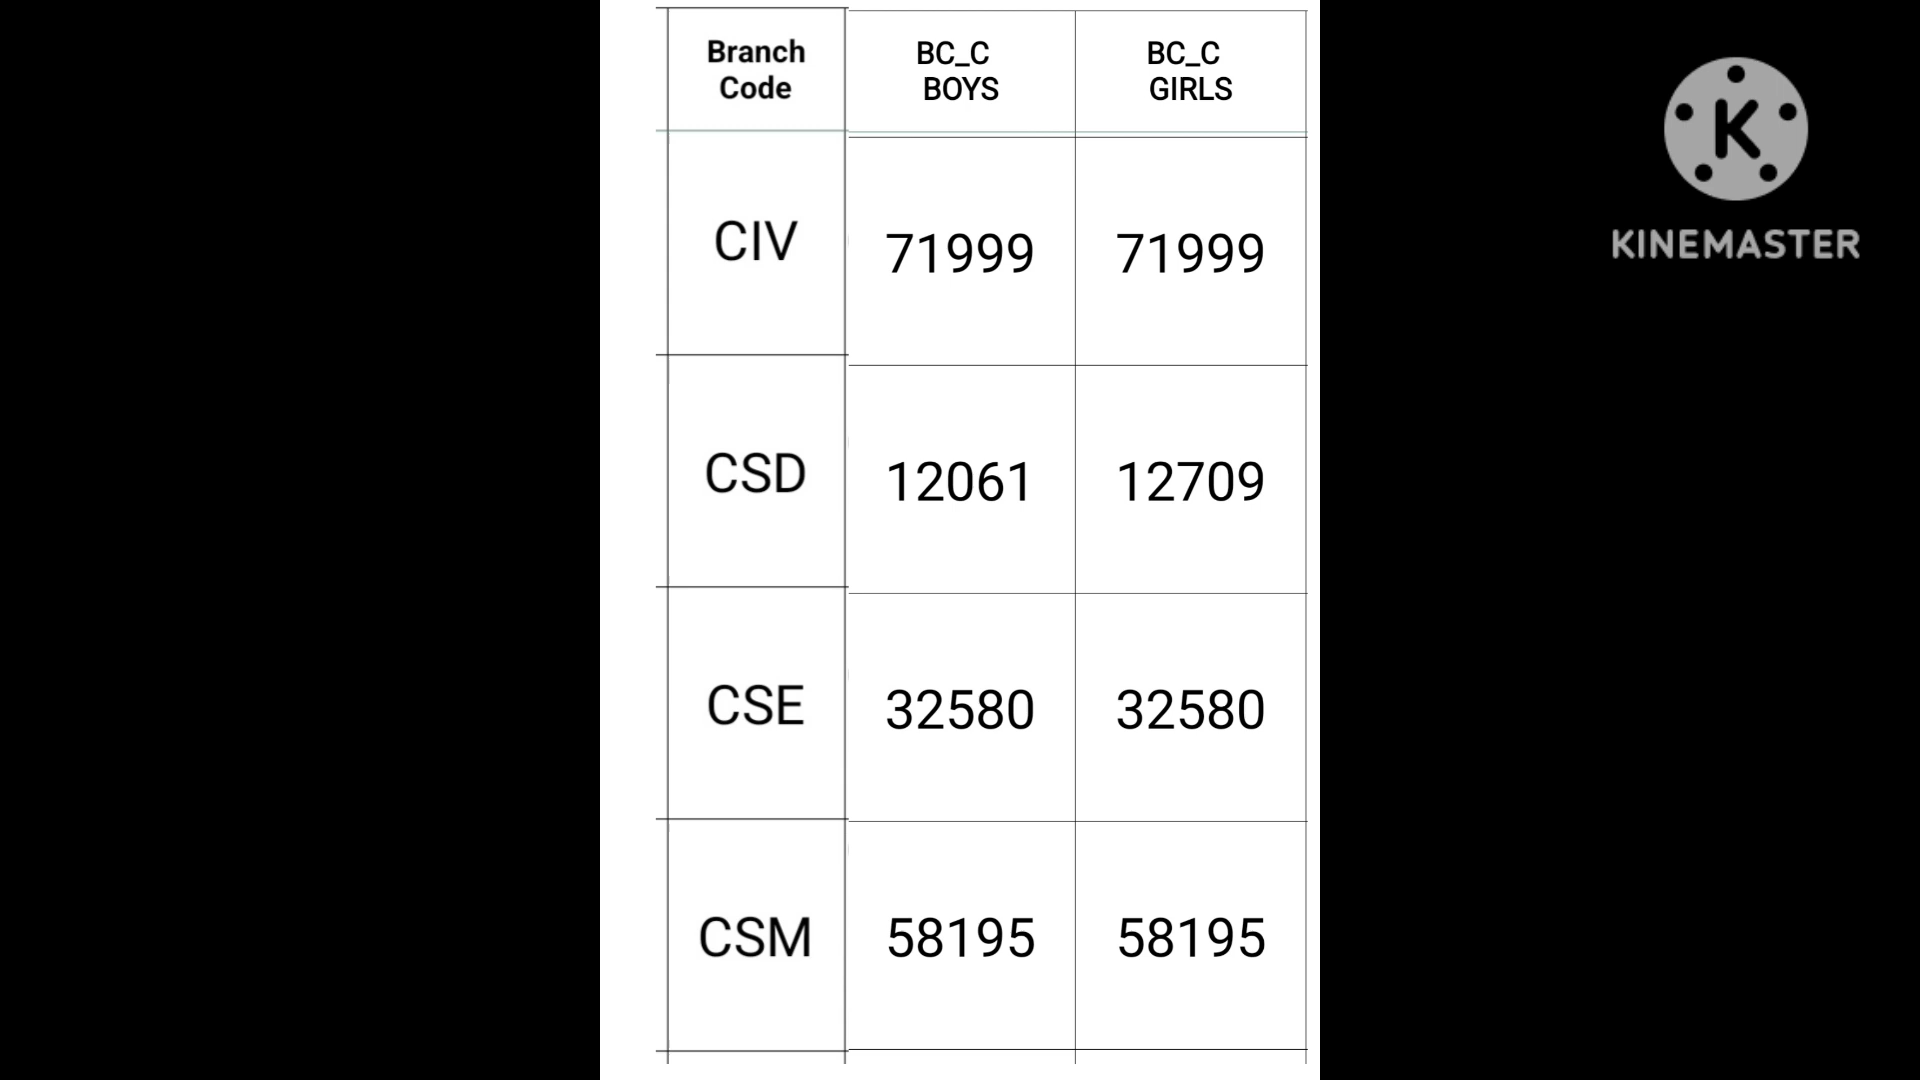 Branch Code BC_C BOYS BC_C GIRLS
CIV 71999 71999
CSD 12061 12709
CSE 32580 32580
CSM 58195 58195
K
KINEMASTER